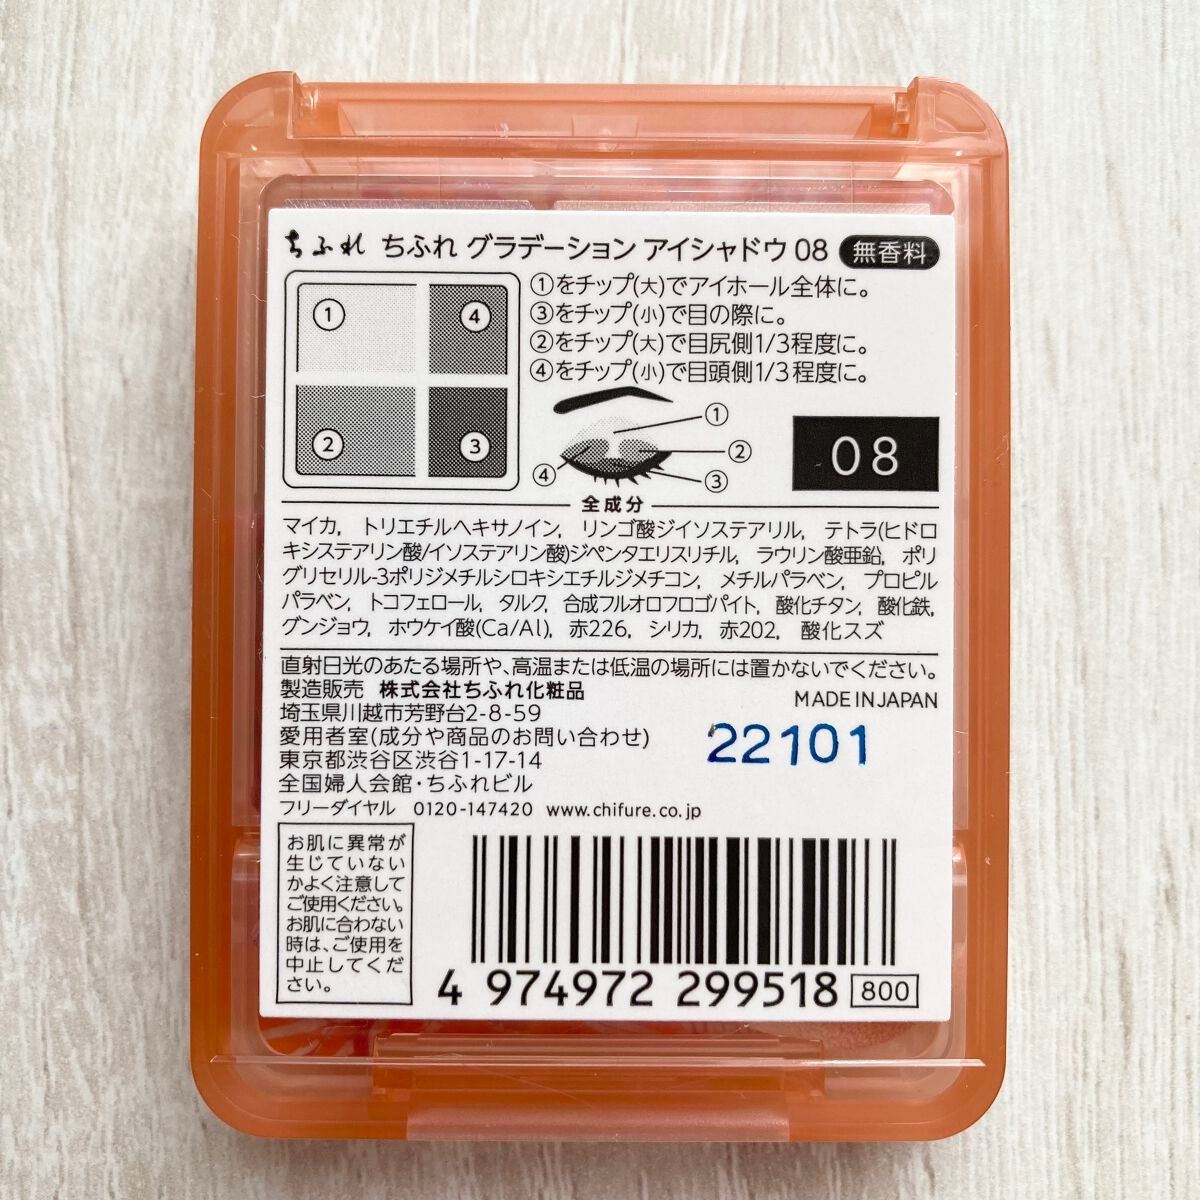 ちふれ ちふれ グラデーション アイシャドウ 08 無香料
①をチップ(大)でアイホール全体に。
③をチップ(小)で目の際に。
②をチップ(大)で目尻側1/3程度に。
④をチップ(小)で目頭側1/3程度に。
① ④
② ③
①
②
③
④
08
全成分
マイカ, トリエチルヘキサノイン, リンゴ酸ジイソステアリル, テトラ(ヒドロ
キシステアリン酸/イソステアリン酸)ジペンタエリスリチル, ラウリン酸亜鉛, ポリ
グリセリル-3ポリジメチルシロキシエチルジメチコン, メチルパラベン, プロピル
パラベン, トコフェロール, タルク, 合成フルオロフロゴパイト, 酸化チタン, 酸化鉄,
グンジョウ, ホウケイ酸(Ca/Al), 赤226, シリカ, 赤202, 酸化スズ
直射日光のあたる場所や、高温または低温の場所には置かないでください。
製造販売 株式会社ちふれ化粧品
MADE IN JAPAN
埼玉県川越市芳野台2-8-59
愛用者室(成分や商品のお問い合わせ)
22101
東京都渋谷区渋谷1-17-14
全国婦人会館・ちふれビル
フリーダイヤル 0120-147420 www.chifure.co.jp
お肌に異常が
生じていない
かよく注意して
ご使用ください。
お肌に合わない
時は、ご使用を
中止してくだ
さい。
4 974972 299518 800